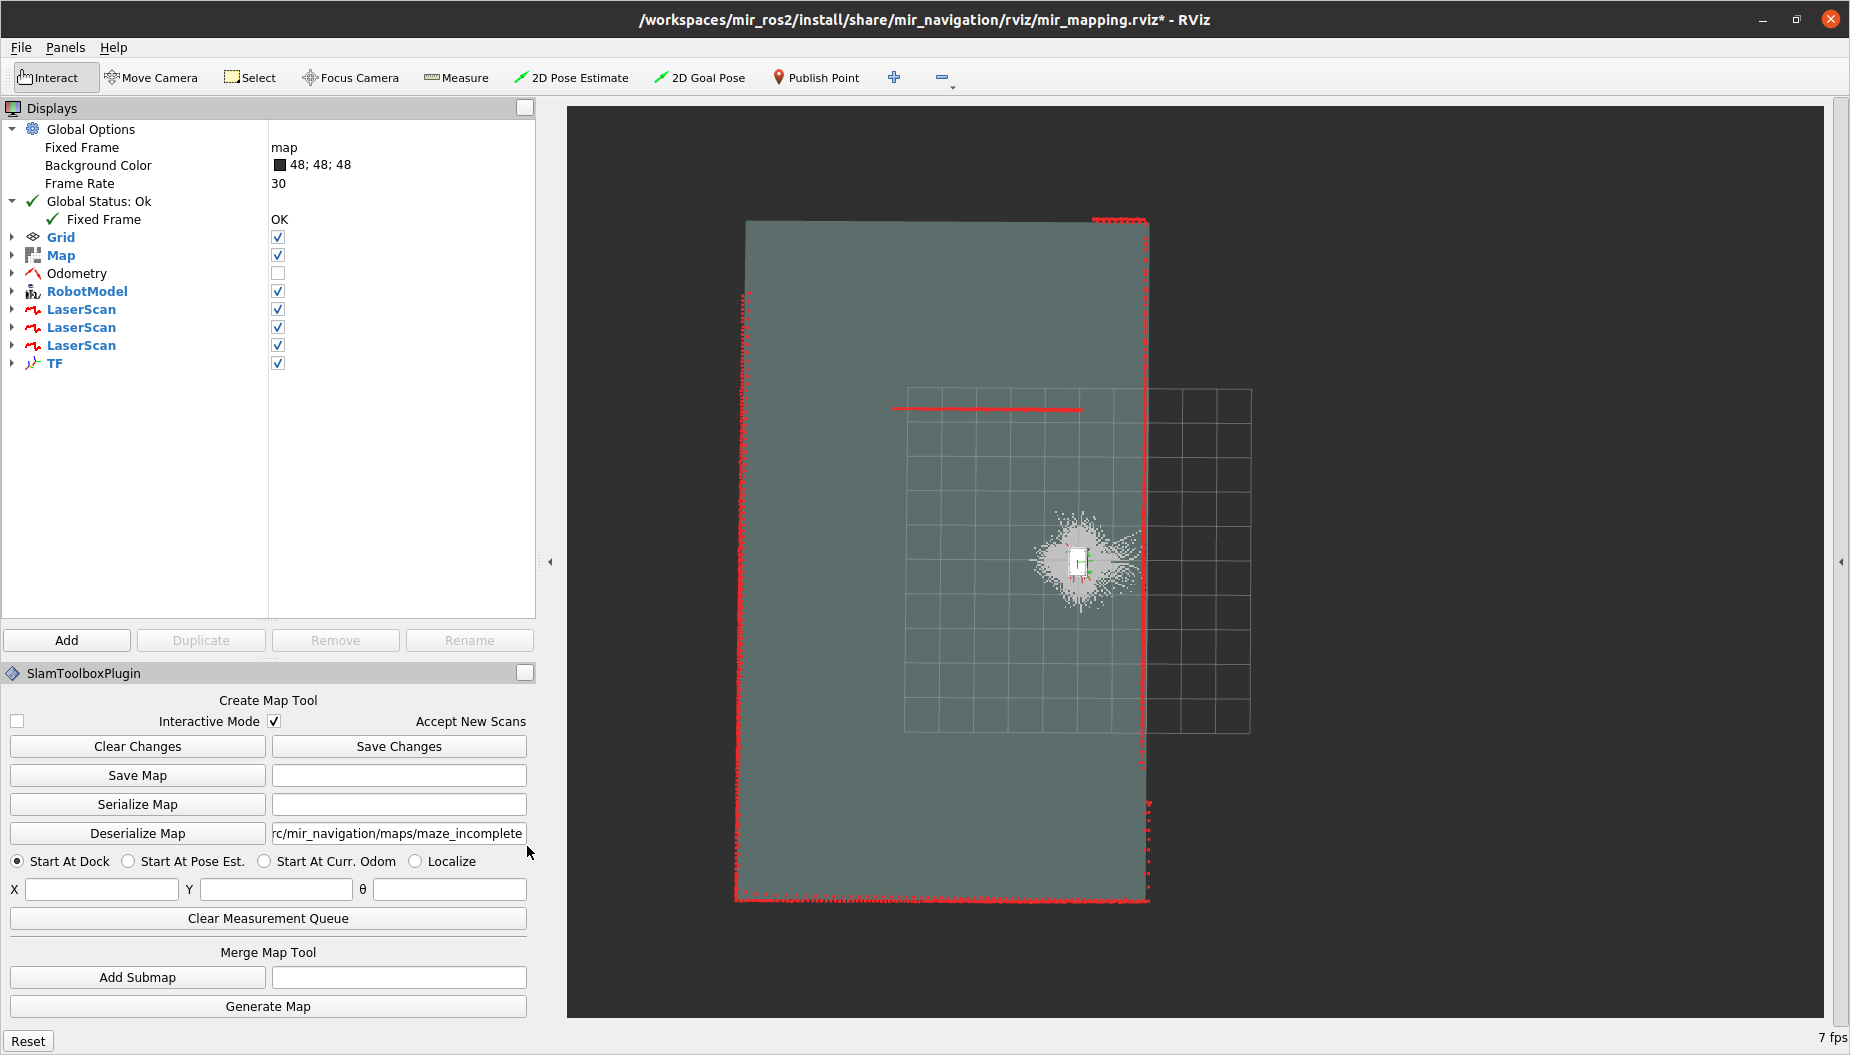 /workspaces/mir_ros2/install/share/mir_navigation/rviz/mir_mapping.rviz* - RViz
File Panels Help
Interact Move Camera Select Focus Camera Measure 2D Pose Estimate 2D Goal Pose Publish Point
Displays
Global Options
Fixed Frame map
Background Color 48; 48; 48
Frame Rate 30
Global Status: Ok
Fixed Frame OK
Grid
Map
Odometry
RobotModel
LaserScan
LaserScan
LaserScan
TF
Add Duplicate Remove Rename
SlamToolboxPlugin
Create Map Tool
Interactive Mode Accept New Scans
Clear Changes Save Changes
Save Map
Serialize Map
Deserialize Map rc/mir_navigation/maps/maze_incomplete
Start At Dock Start At Pose Est. Start At Curr. Odom Localize
X Y θ
Clear Measurement Queue
Merge Map Tool
Add Submap
Generate Map
Reset 7 fps